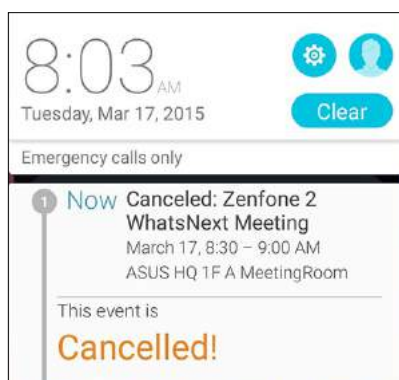 8:03 AM
Tuesday, Mar 17, 2015
Clear
Emergency calls only
1 Now Canceled: Zenfone 2
WhatsNext Meeting
March 17, 8:30 – 9:00 AM
ASUS HQ 1F A MeetingRoom
This event is
Cancelled!